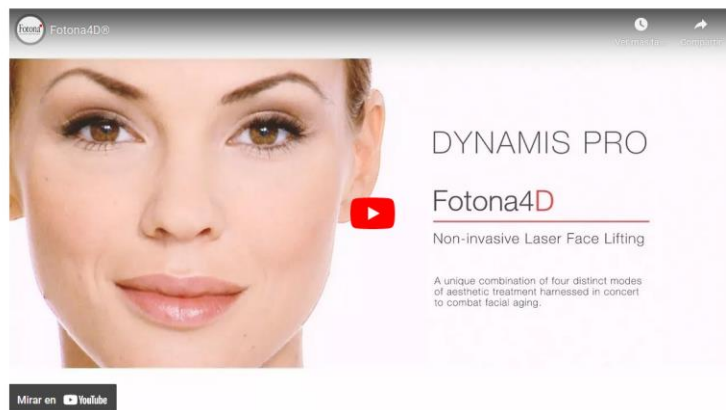 Fotona
Fotona4D®
DYNAMIS PRO
Fotona4D
Non-invasive Laser Face Lifting
A unique combination of four distinct modes
of aesthetic treatment harnessed in concert
to combat facial aging.
Mirar en YouTube